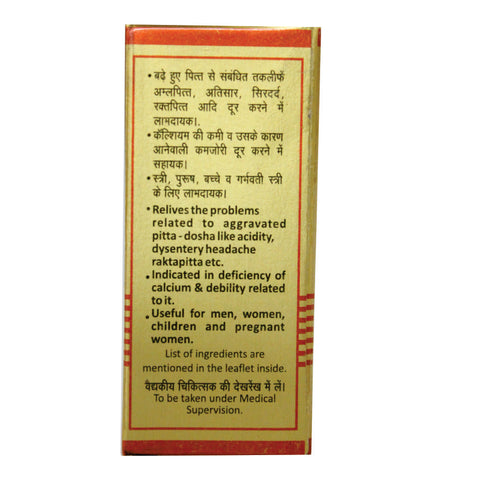 • बढ़े हुए पित्त से संबंधित तकलीफें
अम्लपित्त, अतिसार, सिरदर्द,
रक्तपित्त आदि दूर करने में
लाभदायक।.
• कॅल्शियम की कमी व उसके कारण
आनेवाली कमजोरी दूर करने में
सहायक।
• स्त्री, पुरूष, बच्चे व गर्भवती स्त्री
के लिए लाभदायक।
• Relives the problems
related to aggravated
pitta - dosha like acidity,
dysentery headache
raktapitta etc.
• Indicated in deficiency of
calcium & debility related
to it.
• Useful for men, women,
children and pregnant
women.
List of ingredients are
mentioned in the leaflet inside.
वैद्यकीय चिकित्सक की देखरेख में लें।
To be taken under Medical
Supervision.